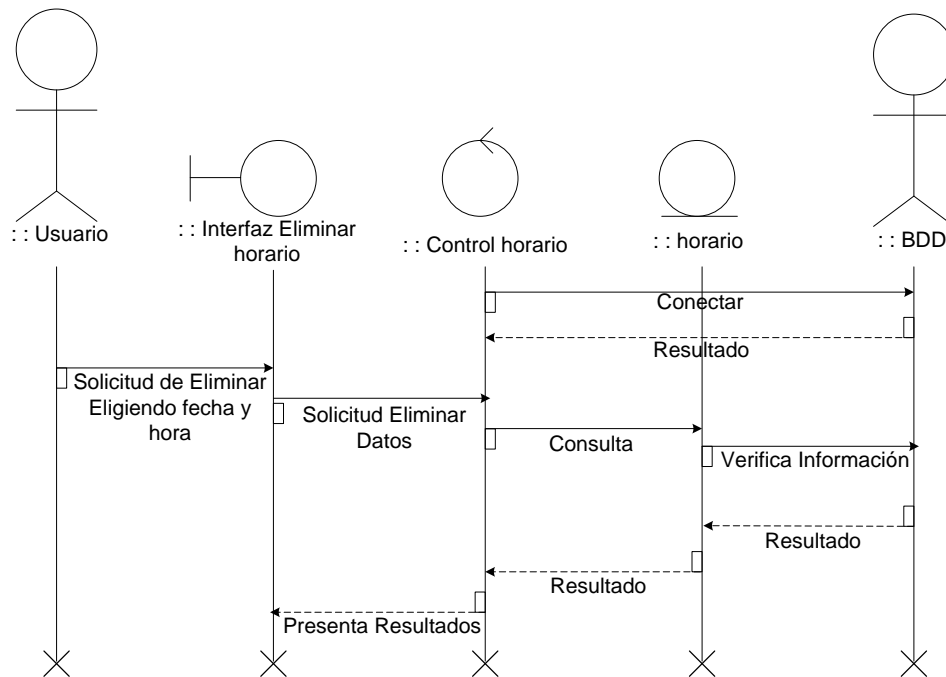 : : Usuario
: : Interfaz Eliminar
horario
: : Control horario
: : horario
: : BDD
Conectar
Resultado
Solicitud de Eliminar
Eligiendo fecha y
hora
Solicitud Eliminar
Datos
Consulta
Verifica Información
Resultado
Resultado
Presenta Resultados